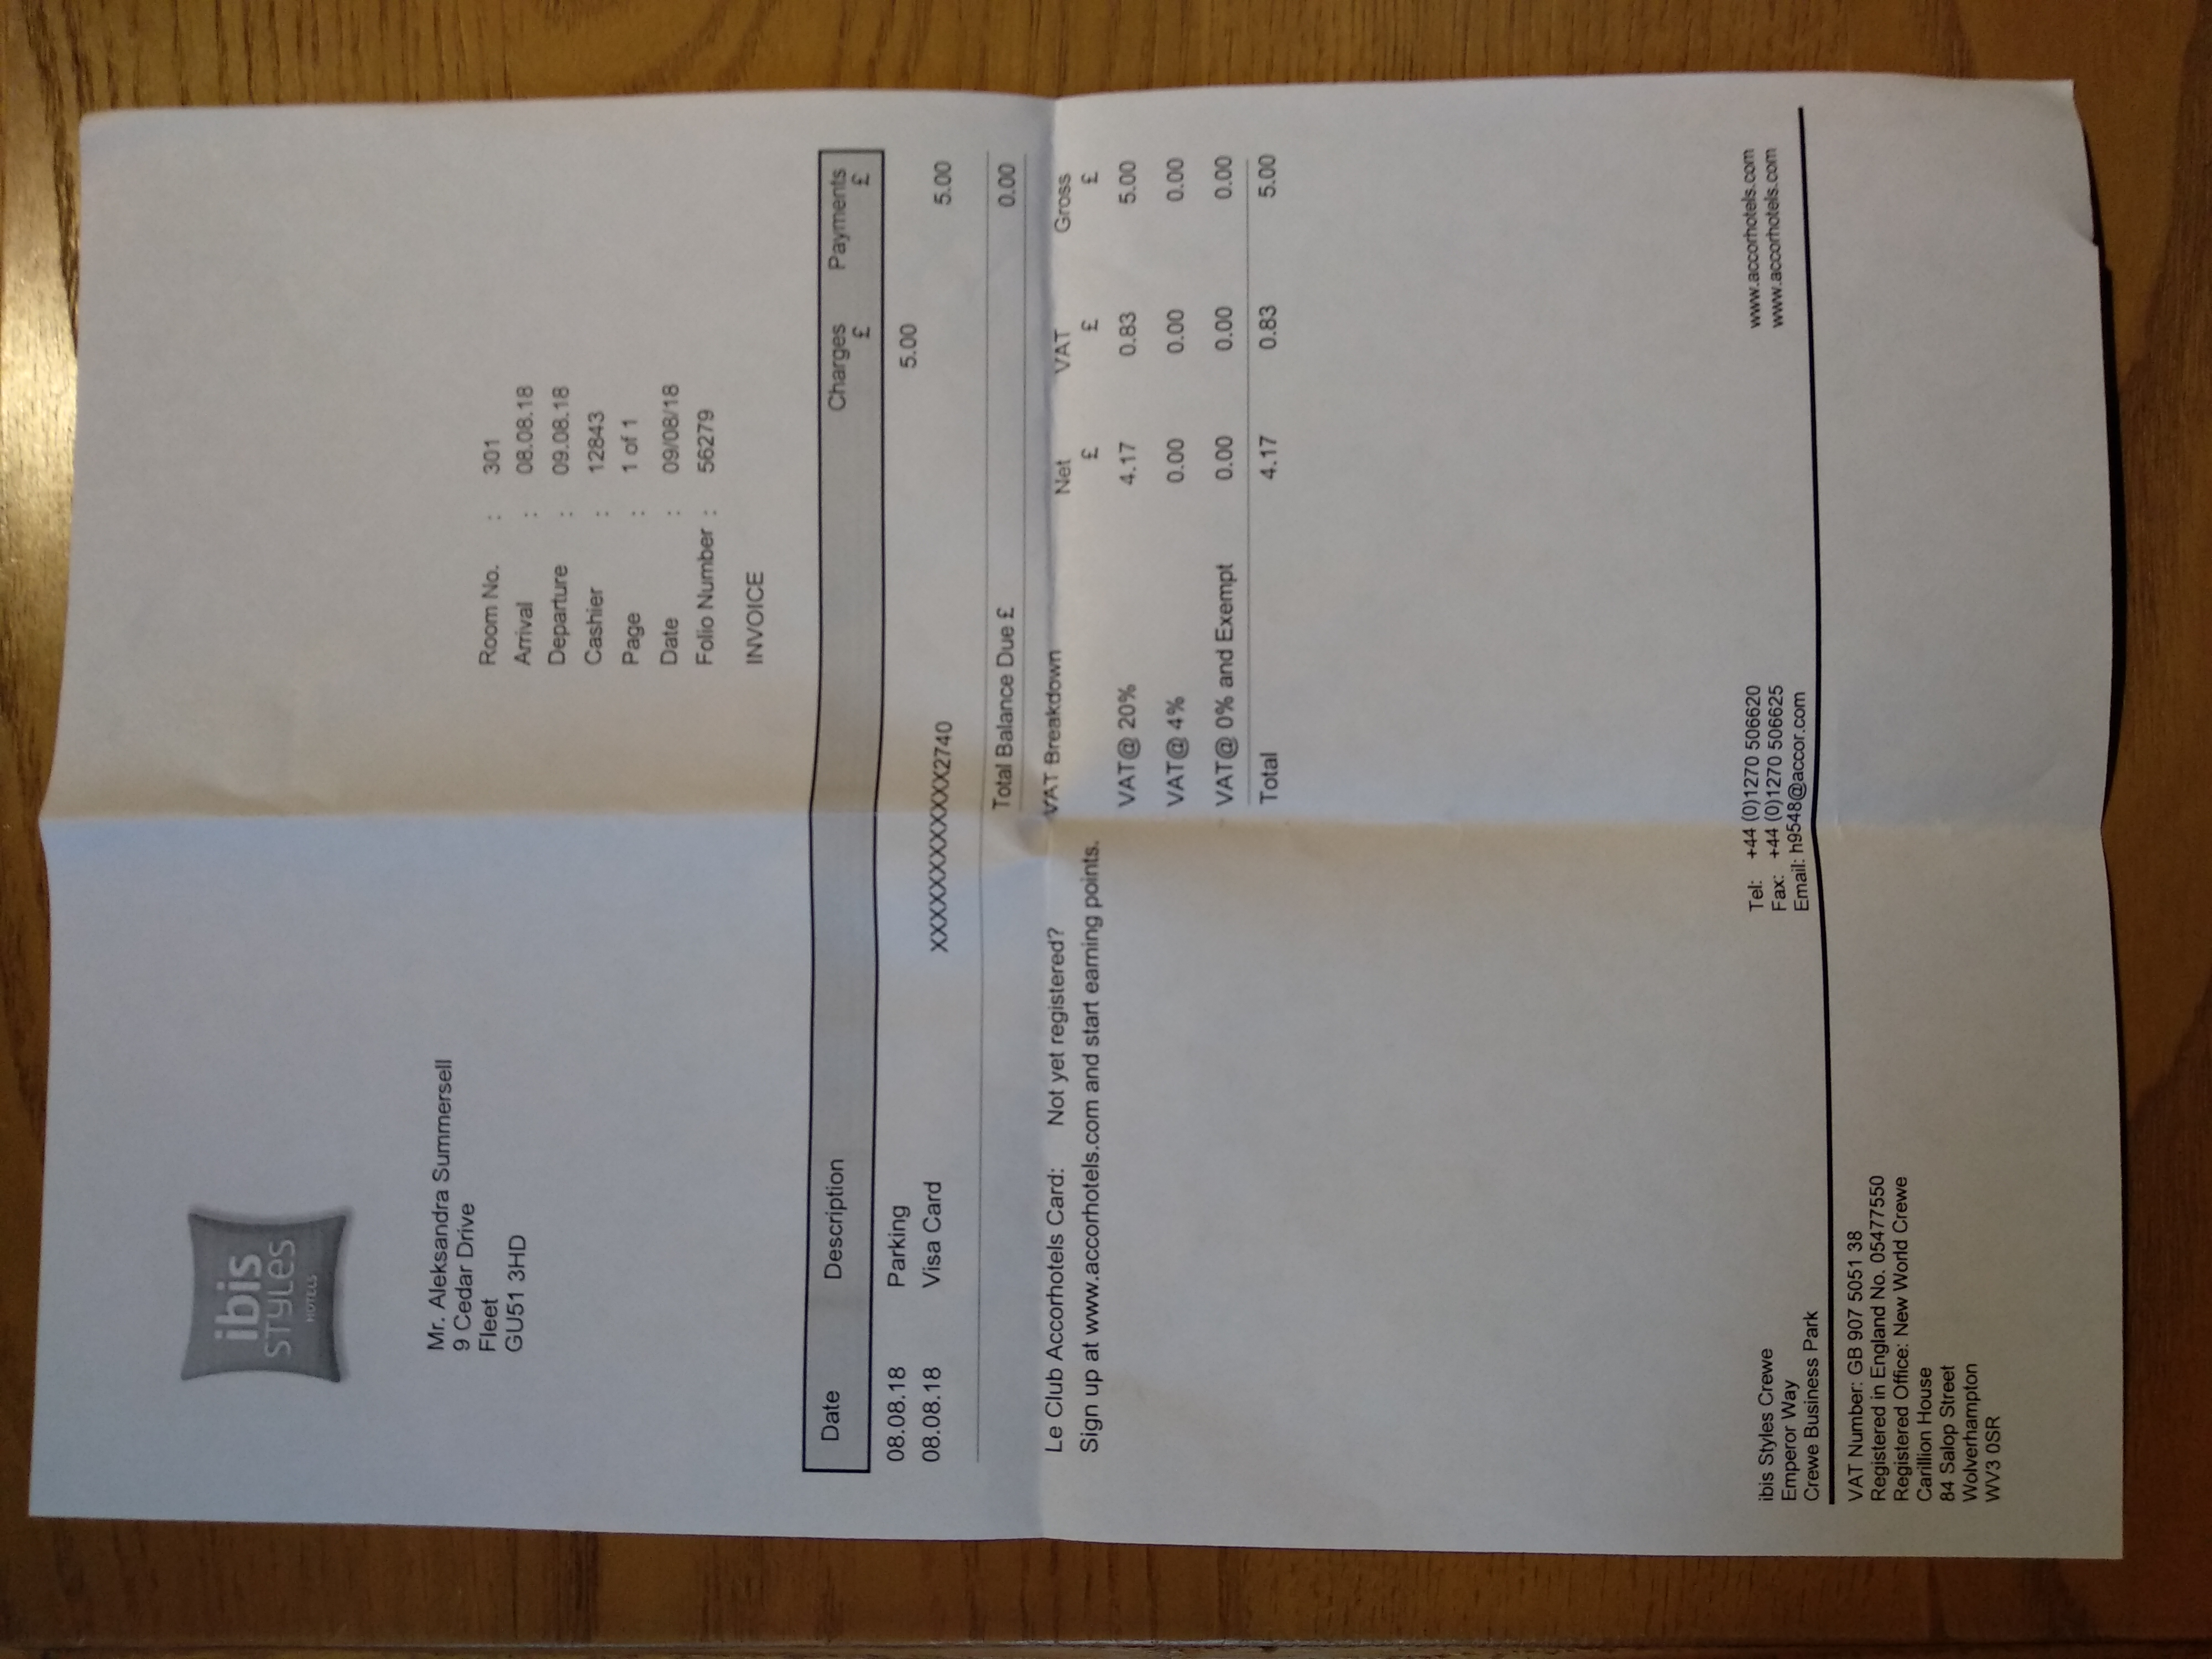 ibis
STYLES
HOTELS
Mr. Aleksandra Summersell
9 Cedar Drive
Fleet
GU51 3HD
Room No. : 301
Arrival : 08.08.18
Departure : 09.08.18
Cashier : 12843
Page : 1 of 1
Date : 09/08/18
Folio Number : 56279
INVOICE
Date Description Charges Payments
£ £
08.08.18 Parking 5.00
08.08.18 Visa Card XXXXXXXXXXXX2740 5.00
Total Balance Due £ 0.00
Le Club Accorhotels Card: Not yet registered?
Sign up at www.accorhotels.com and start earning points.
VAT Breakdown Net VAT Gross
£ £ £
VAT@ 20% 4.17 0.83 5.00
VAT@ 4% 0.00 0.00 0.00
VAT@ 0% and Exempt 0.00 0.00 0.00
Total 4.17 0.83 5.00
ibis Styles Crewe
Emperor Way
Crewe Business Park
Tel: +44 (0)1270 506620
Fax: +44 (0)1270 506625
Email: h9548@accor.com
www.accorhotels.com
www.accorhotels.com
VAT Number: GB 907 5051 38
Registered in England No. 05477550
Registered Office: New World Crewe
Carillion House
84 Salop Street
Wolverhampton
WV3 0SR